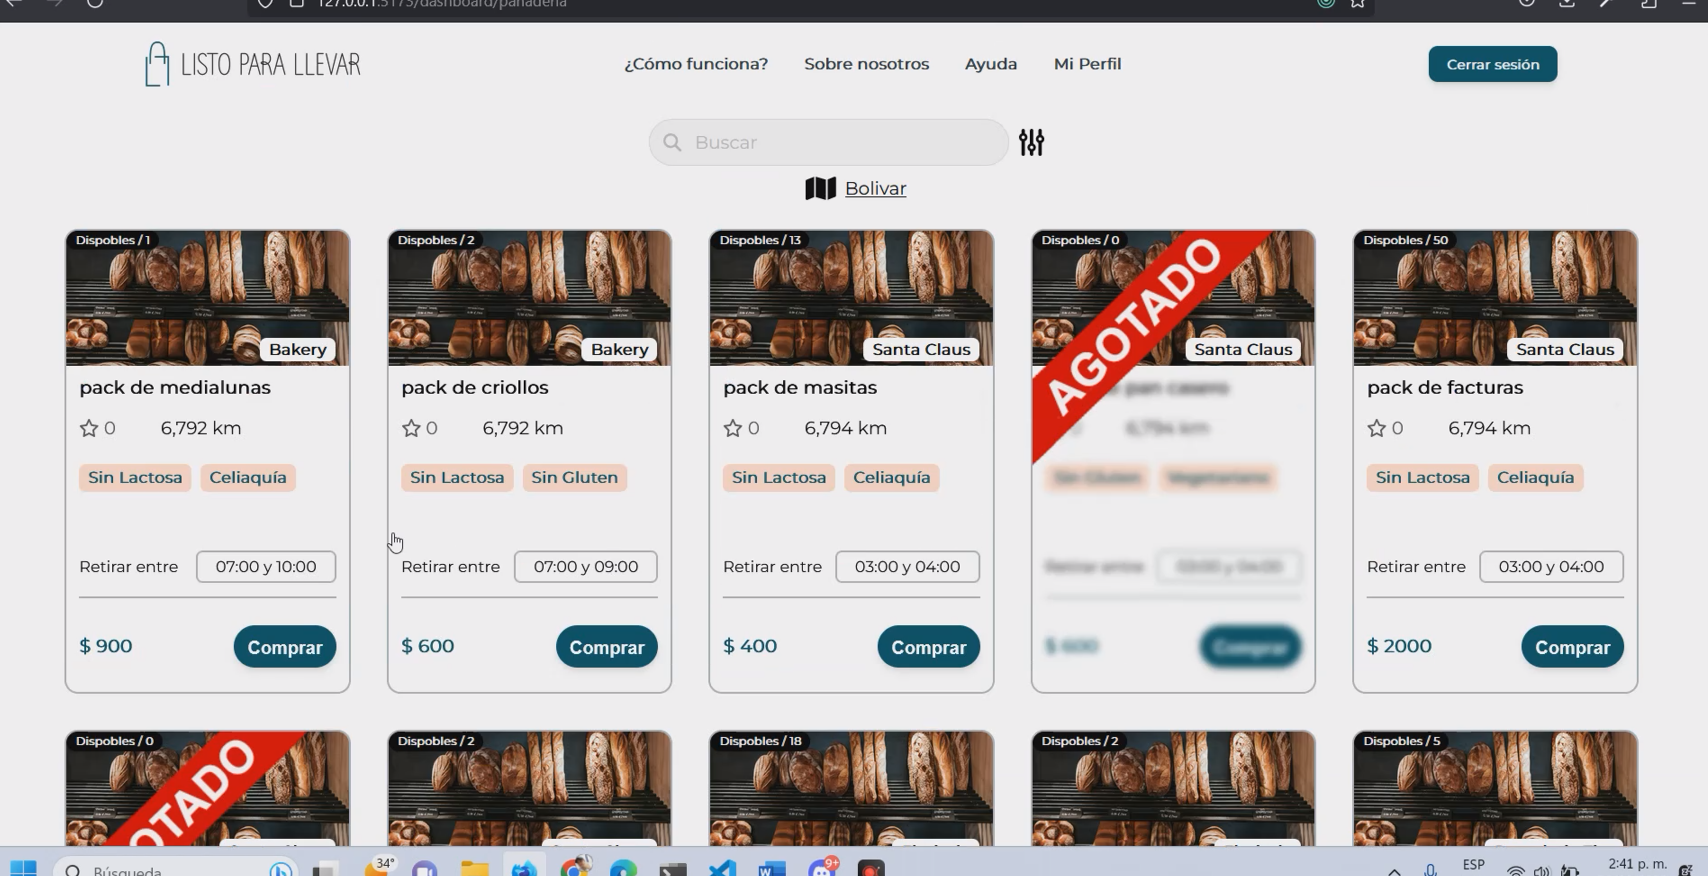 127.0.0.1:5173/dashboard/panaderia
LISTO PARA LLEVAR
¿Cómo funciona?
Sobre nosotros
Ayuda
Mi Perfil
Cerrar sesión
Buscar
Bolivar
Dispobles / 1
Bakery
pack de medialunas
0
6,792 km
Sin Lactosa
Celiaquía
Retirar entre
07:00 y 10:00
$ 900
Comprar
Dispobles / 2
Bakery
pack de criollos
0
6,792 km
Sin Lactosa
Sin Gluten
Retirar entre
07:00 y 09:00
$ 600
Comprar
Dispobles / 13
Santa Claus
pack de masitas
0
6,794 km
Sin Lactosa
Celiaquía
Retirar entre
03:00 y 04:00
$ 400
Comprar
Dispobles / 0
AGOTADO
Santa Claus
pan casero
6,794 km
Sin Gluten
Vegetariano
Retirar entre
03:00 y 04:00
$ 600
Comprar
Dispobles / 50
Santa Claus
pack de facturas
0
6,794 km
Sin Lactosa
Celiaquía
Retirar entre
03:00 y 04:00
$ 2000
Comprar
Dispobles / 0
OTADO
Dispobles / 2
Dispobles / 18
Dispobles / 2
Dispobles / 5
Búsqueda
34°
9+
ESP
2:41 p. m.